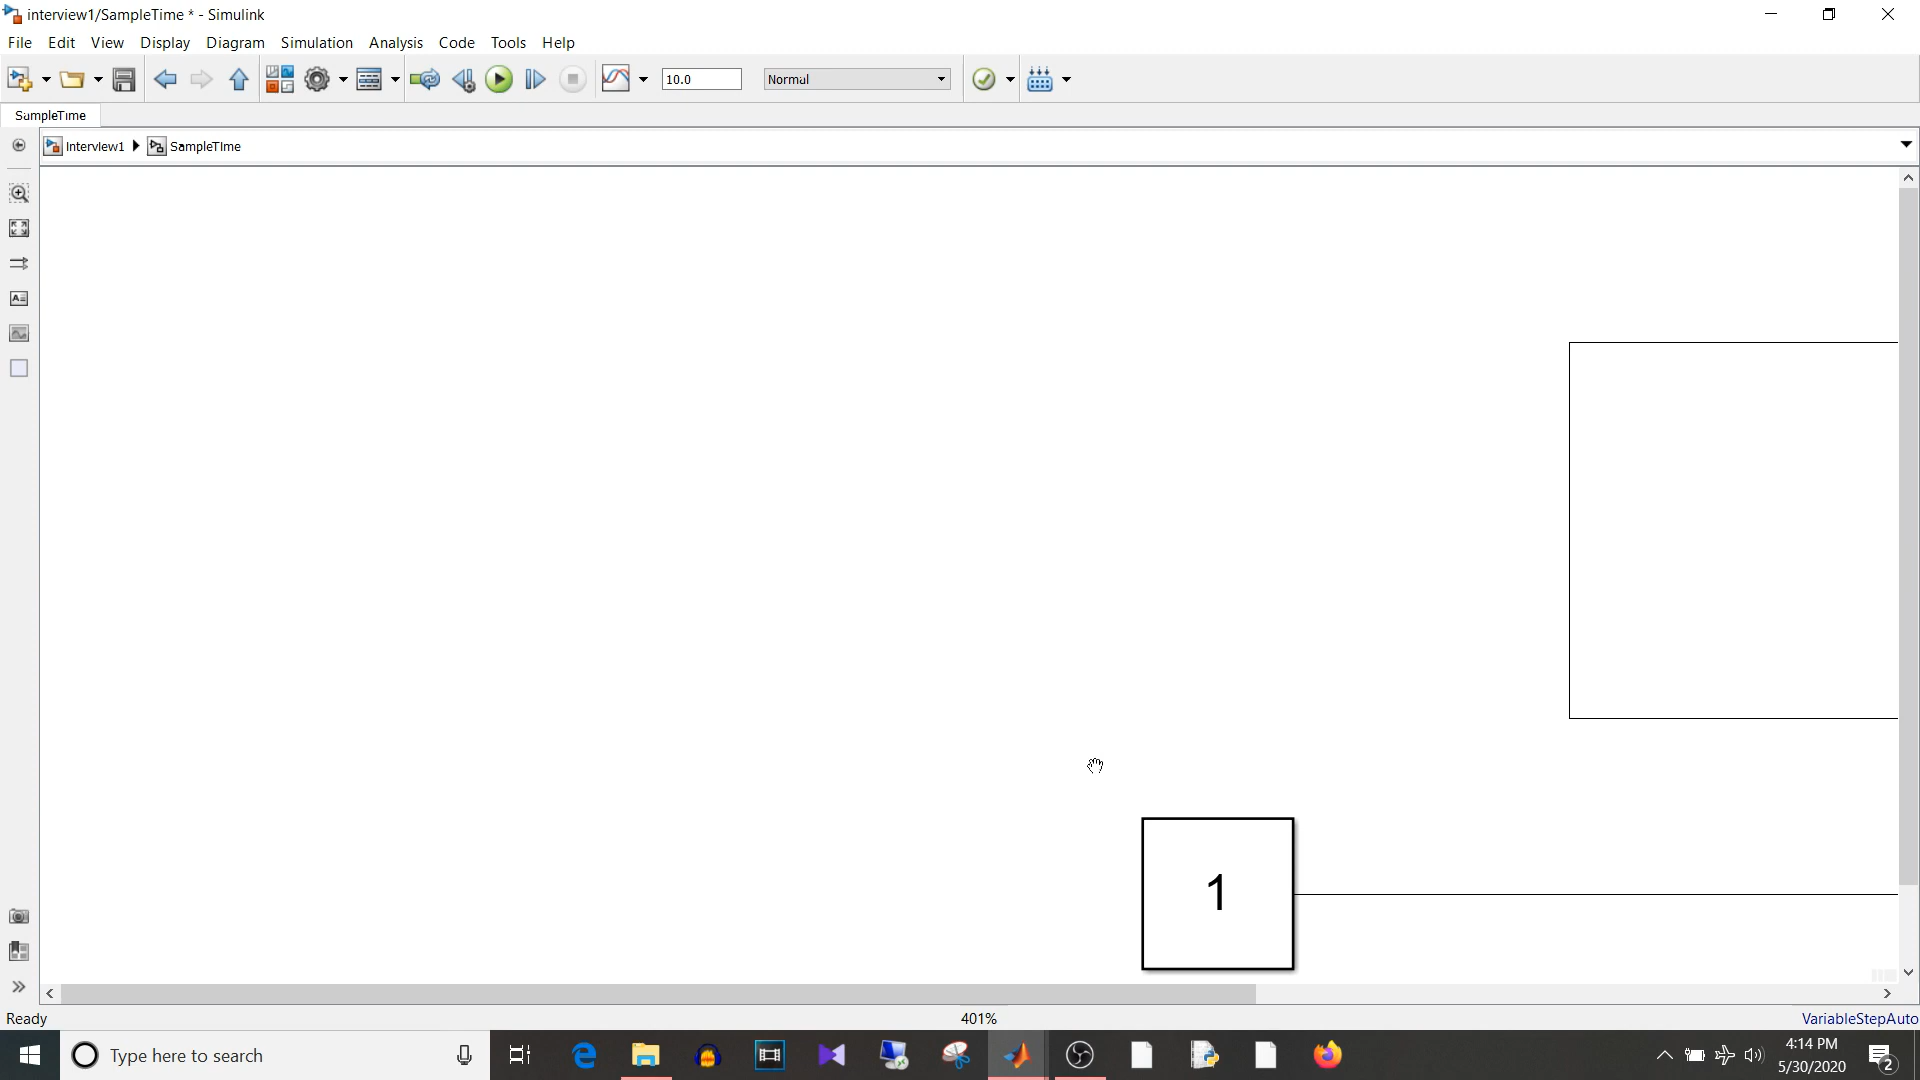 interview1/SampleTime * - Simulink
File Edit View Display Diagram Simulation Analysis Code Tools Help
10.0 Normal
SampleTime
interview1 SampleTime
1
Ready 401% VariableStepAuto
Type here to search
4:14 PM
5/30/2020
2